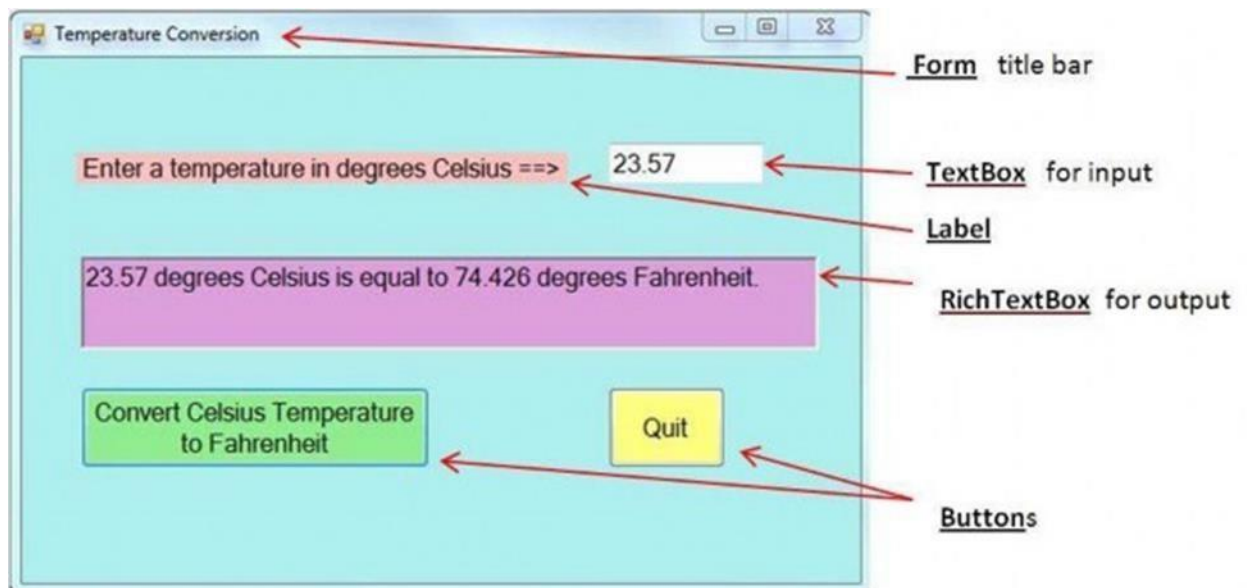 Temperature Conversion
Form title bar
Enter a temperature in degrees Celsius ==>
23.57
TextBox for input
Label
23.57 degrees Celsius is equal to 74.426 degrees Fahrenheit.
RichTextBox for output
Convert Celsius Temperature
to Fahrenheit
Quit
Buttons